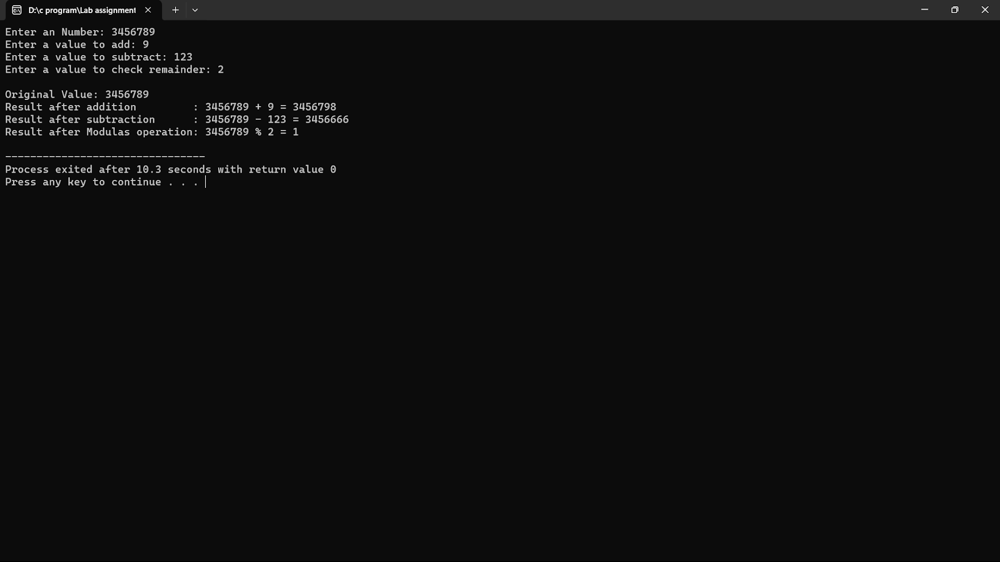 D:\c program\Lab assignment
Enter an Number: 3456789
Enter a value to add: 9
Enter a value to subtract: 123
Enter a value to check remainder: 2
Original Value: 3456789
Result after addition         : 3456789 + 9 = 3456798
Result after subtraction      : 3456789 - 123 = 3456666
Result after Modulas operation: 3456789 % 2 = 1
--------------------------------
Process exited after 10.3 seconds with return value 0
Press any key to continue . . .